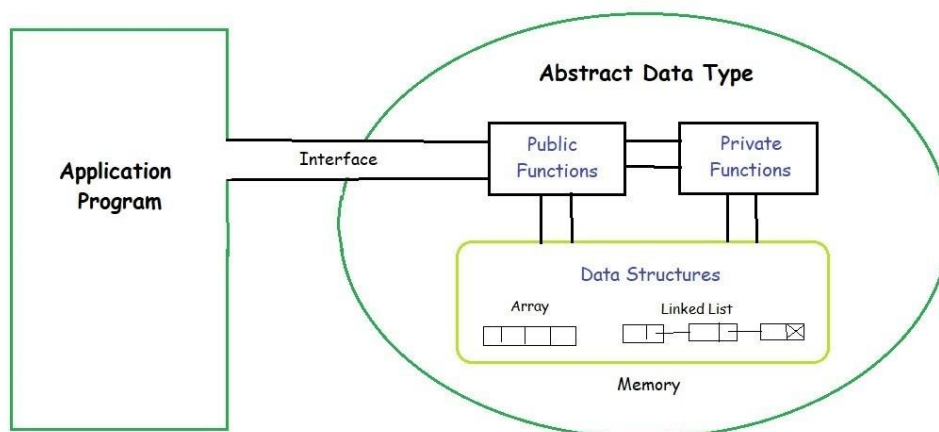 Abstract Data Type
Application
Program
Interface
Public
Functions
Private
Functions
Data Structures
Array
Linked List
Memory